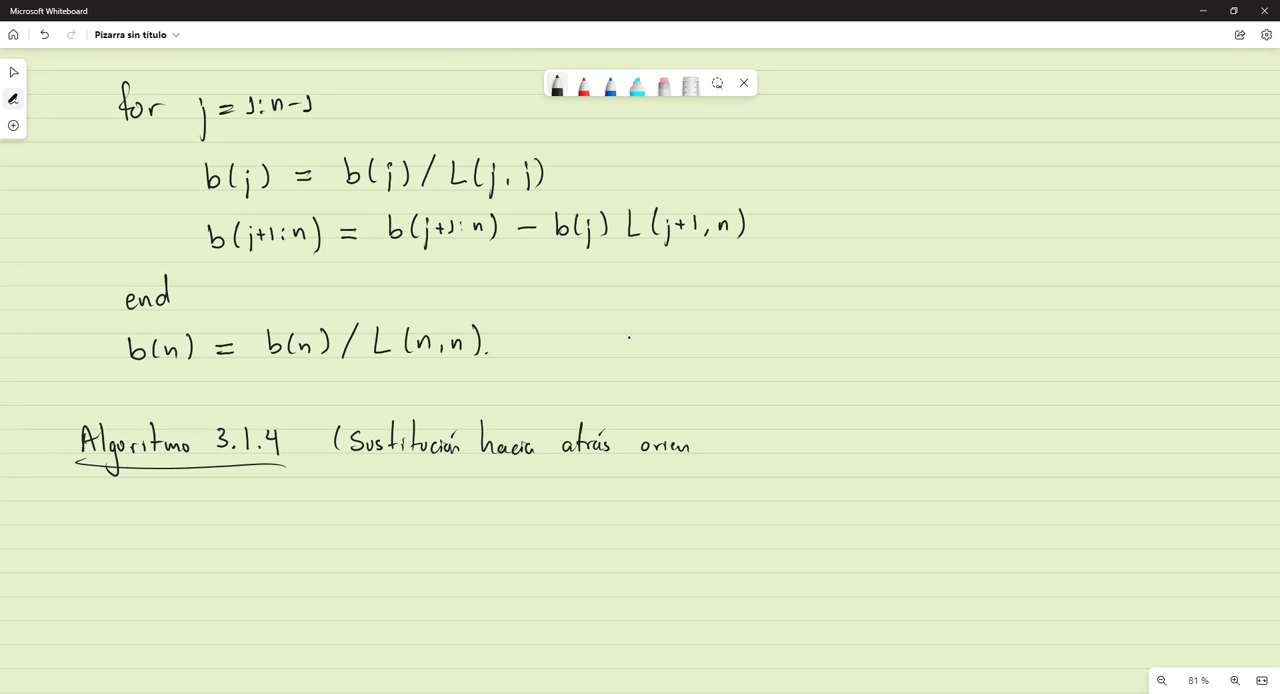 Microsoft Whiteboard
Pizarra sin título
for j = 1:n-1
b(j) = b(j) / L(j, j)
b(j+1:n) = b(j+1:n) - b(j) L(j+1, n)
end
b(n) = b(n) / L(n,n).
Algoritmo 3.1.4 (Sustitución hacia atrás orien
81 %